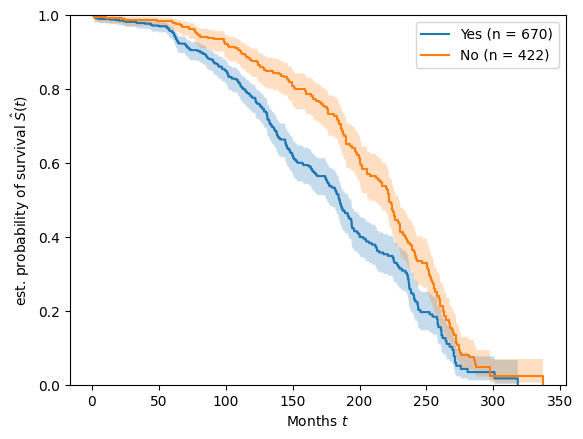 1.0
0.8
0.6
0.4
0.2
0.0
est. probability of survival Ŝ(t)
Yes (n = 670)
No (n = 422)
0 50 100 150 200 250 300 350
Months t